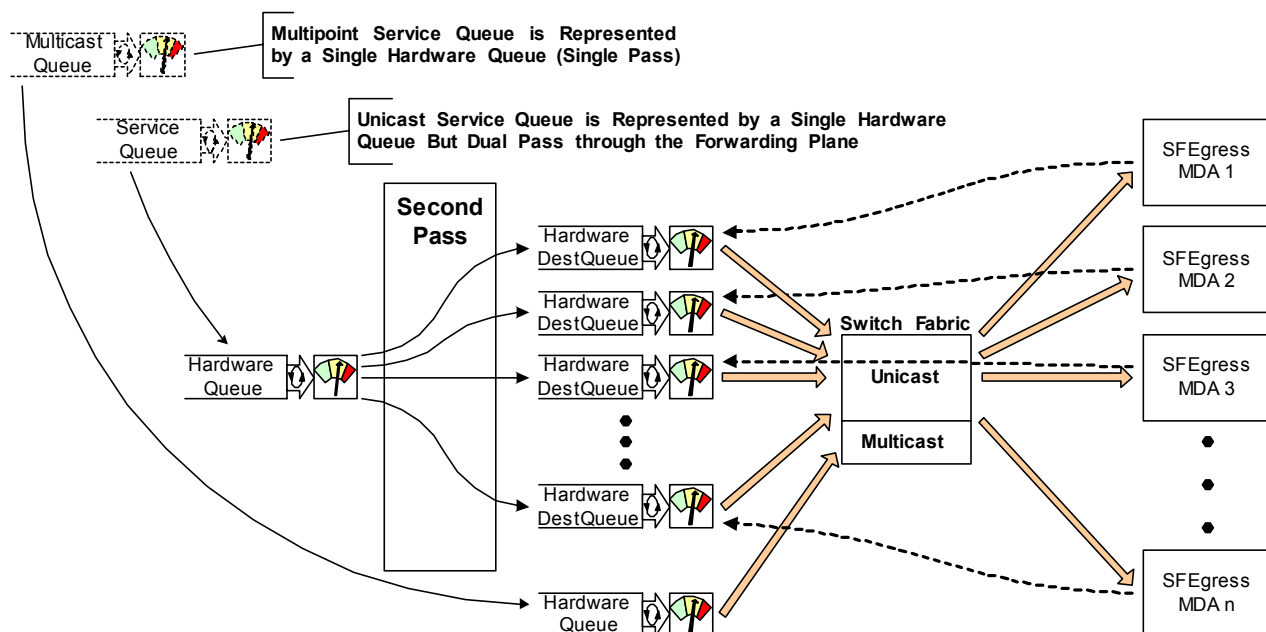 Multicast
Queue
Multipoint Service Queue is Represented
by a Single Hardware Queue (Single Pass)
Service
Queue
Unicast Service Queue is Represented by a Single Hardware
Queue But Dual Pass through the Forwarding Plane
SFEgress
MDA 1
Second
Pass
Hardware
DestQueue
SFEgress
MDA 2
Hardware
DestQueue
Switch Fabric
Hardware
Queue
Hardware
DestQueue
Unicast
SFEgress
MDA 3
Multicast
Hardware
DestQueue
SFEgress
MDA n
Hardware
Queue